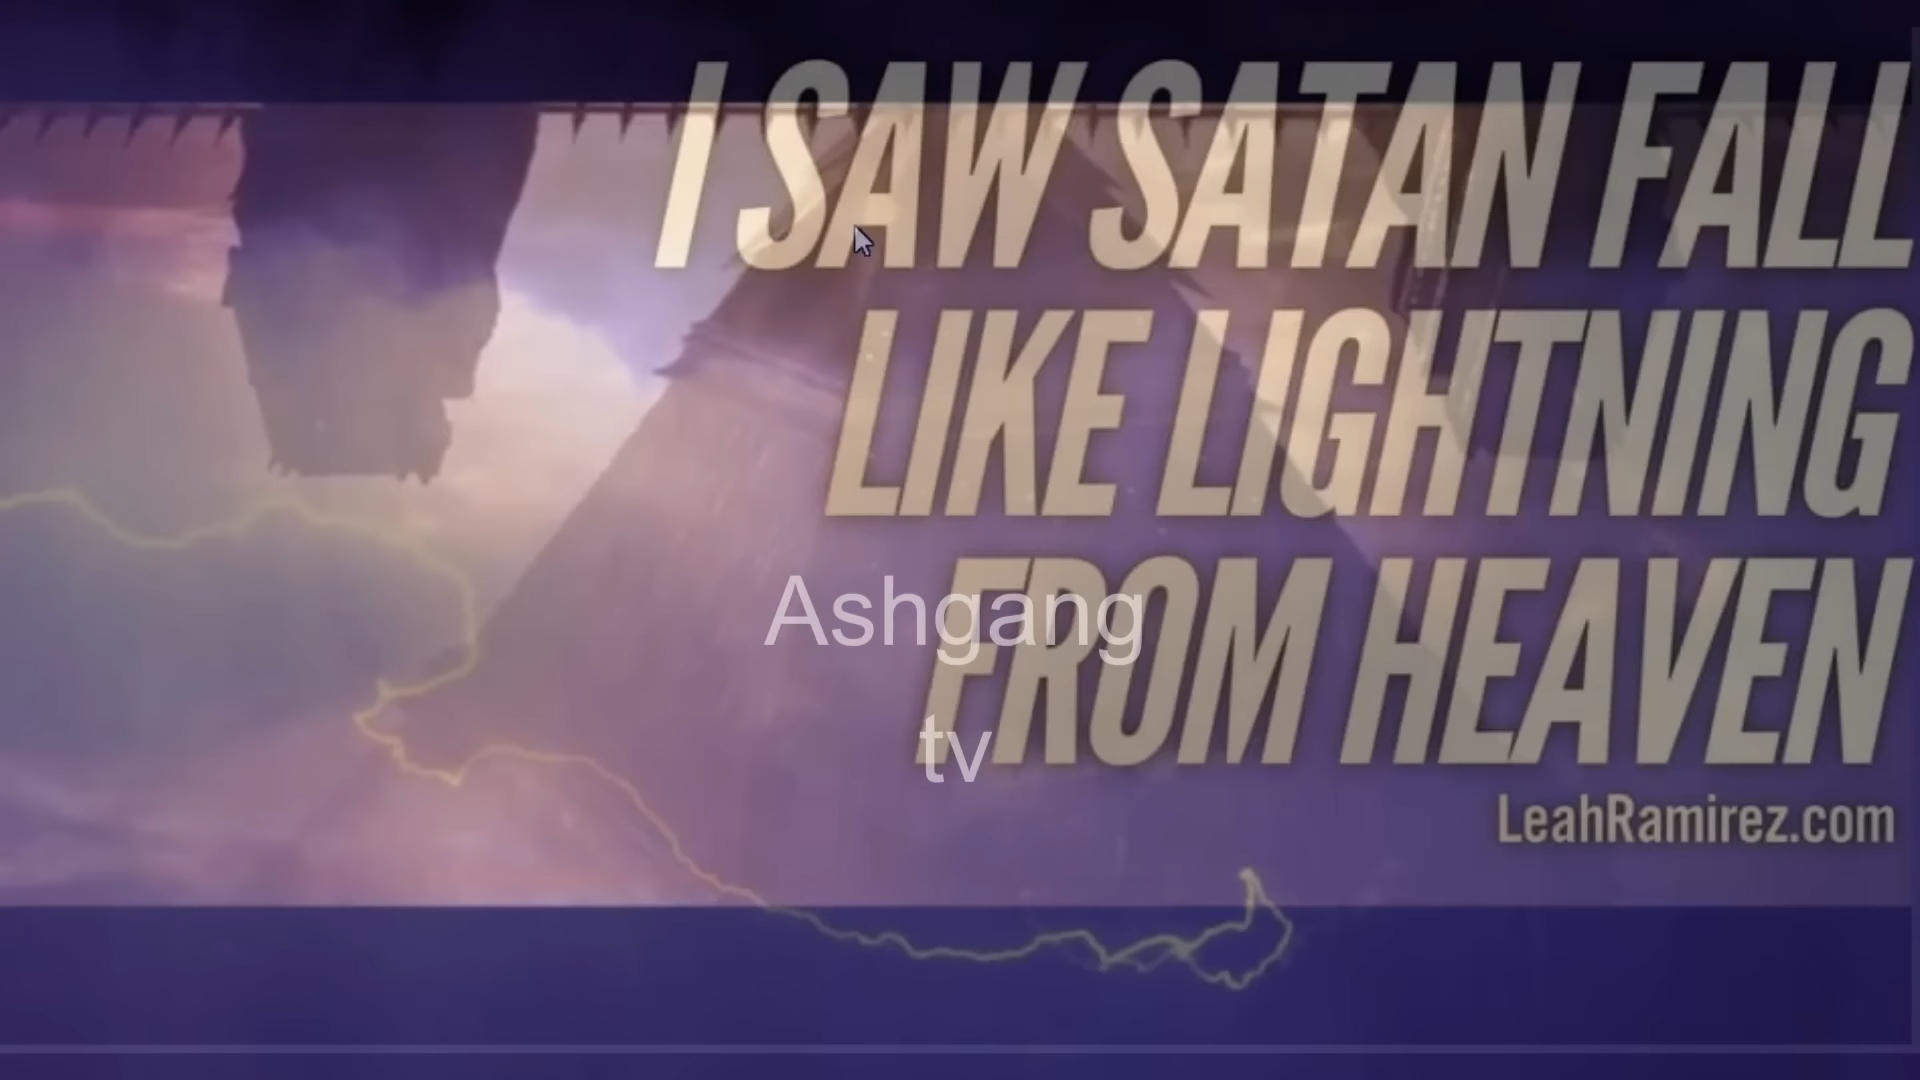 I SAW SATAN FALL
LIKE LIGHTNING
FROM HEAVEN
Ashgang
tv
LeahRamirez.com